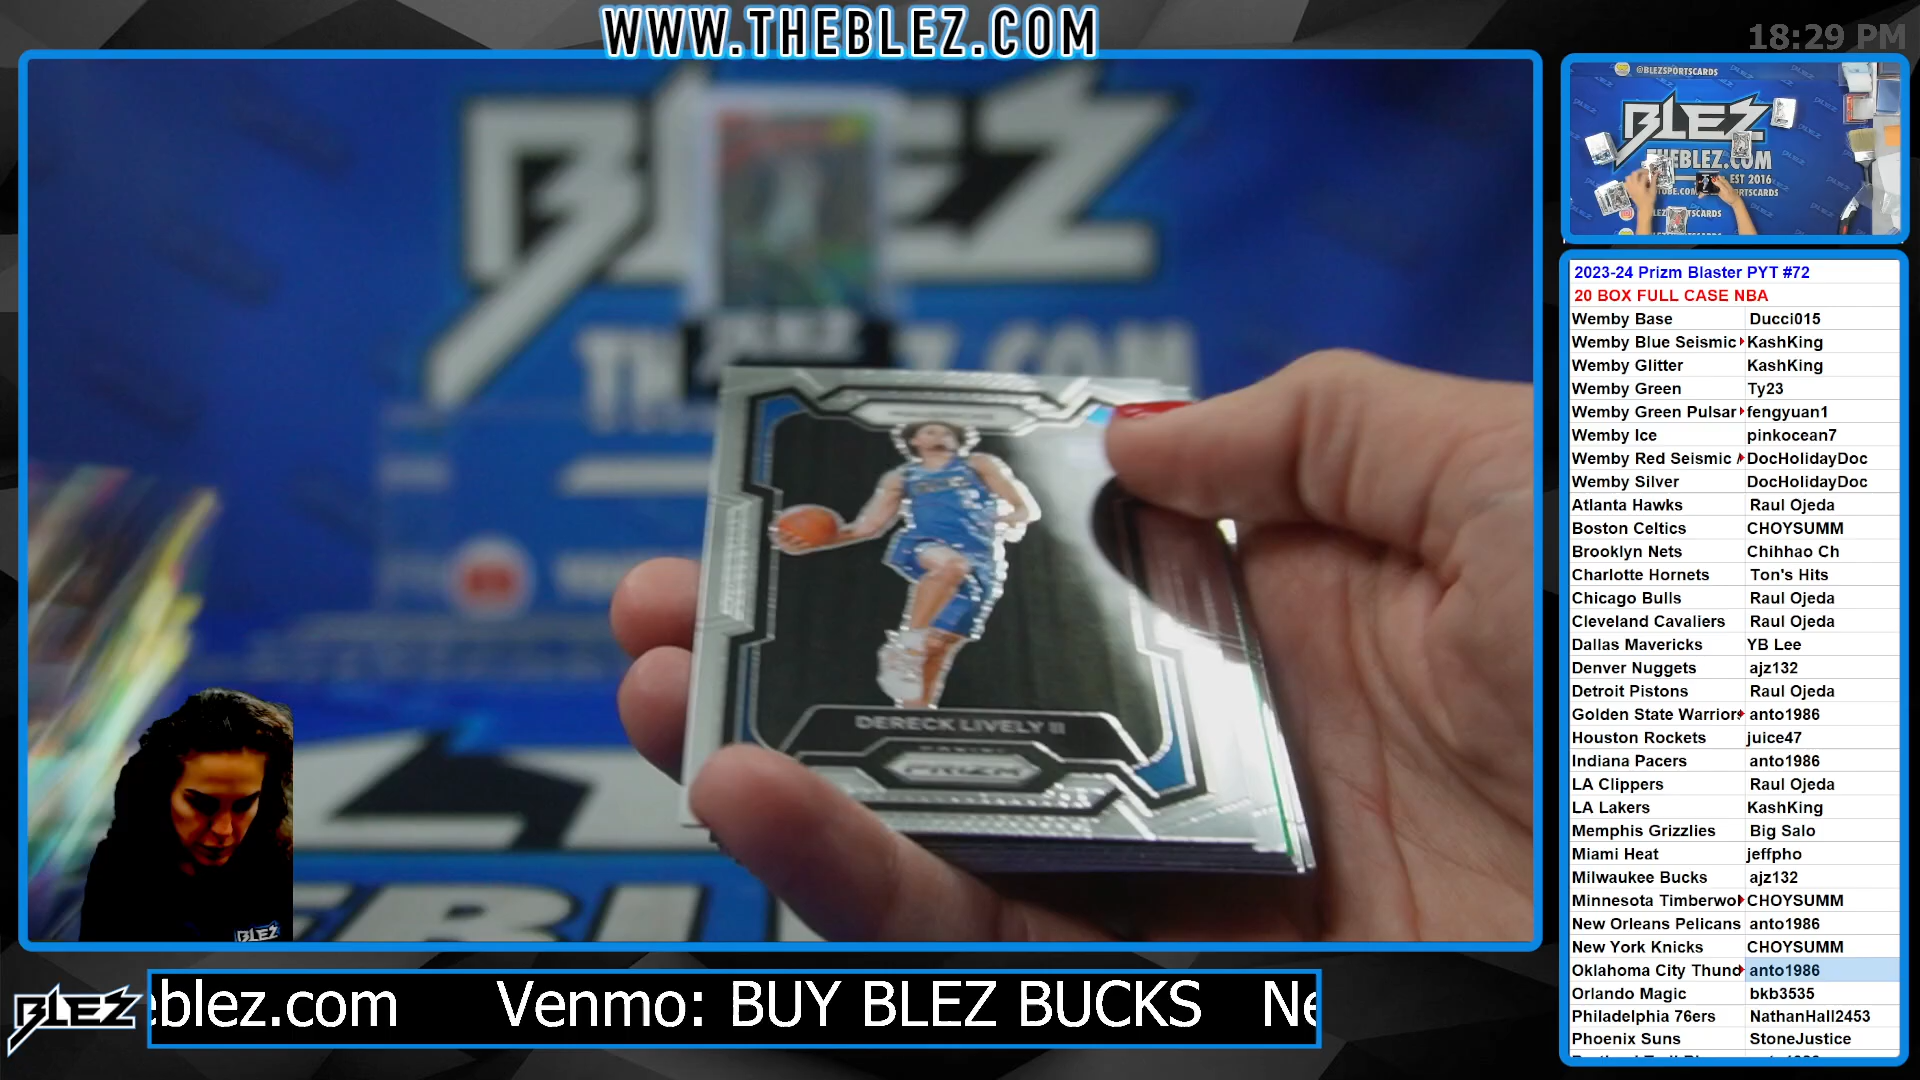 WWW.THEBLEZ.COM
18:29 PM
@BLEZSPORTSCARDS
BLEZ
THEBLEZ.COM
EST 2016
DERECK LIVELY II
PANINI
PRIZM
BLEZ
2023-24 Prizm Blaster PYT #72
20 BOX FULL CASE NBA
Wemby Base Ducci015
Wemby Blue Seismic KashKing
Wemby Glitter KashKing
Wemby Green Ty23
Wemby Green Pulsar fengyuan1
Wemby Ice pinkocean7
Wemby Red Seismic DocHolidayDoc
Wemby Silver DocHolidayDoc
Atlanta Hawks Raul Ojeda
Boston Celtics CHOYSUMM
Brooklyn Nets Chihhao Ch
Charlotte Hornets Ton's Hits
Chicago Bulls Raul Ojeda
Cleveland Cavaliers Raul Ojeda
Dallas Mavericks YB Lee
Denver Nuggets ajz132
Detroit Pistons Raul Ojeda
Golden State Warriors anto1986
Houston Rockets juice47
Indiana Pacers anto1986
LA Clippers Raul Ojeda
LA Lakers KashKing
Memphis Grizzlies Big Salo
Miami Heat jeffpho
Milwaukee Bucks ajz132
Minnesota Timberwol CHOYSUMM
New Orleans Pelicans anto1986
New York Knicks CHOYSUMM
Oklahoma City Thund anto1986
Orlando Magic bkb3535
Philadelphia 76ers NathanHall2453
Phoenix Suns StoneJustice
BLEZ
eblez.com Venmo: BUY BLEZ BUCKS Ne